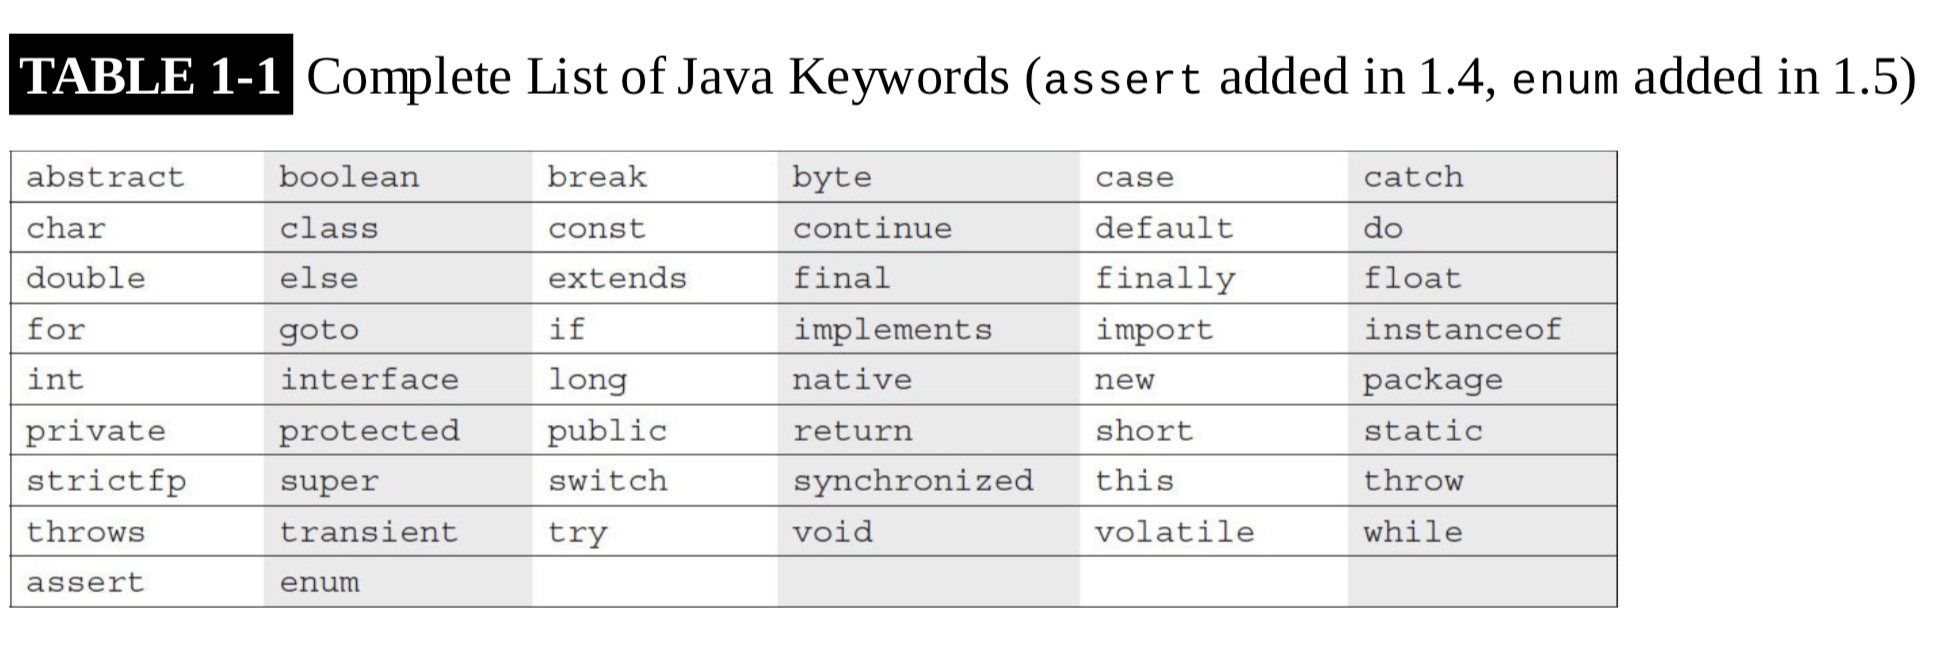 TABLE 1-1 Complete List of Java Keywords (assert added in 1.4, enum added in 1.5)
abstract boolean break byte case catch
char class const continue default do
double else extends final finally float
for goto if implements import instanceof
int interface long native new package
private protected public return short static
strictfp super switch synchronized this throw
throws transient try void volatile while
assert enum